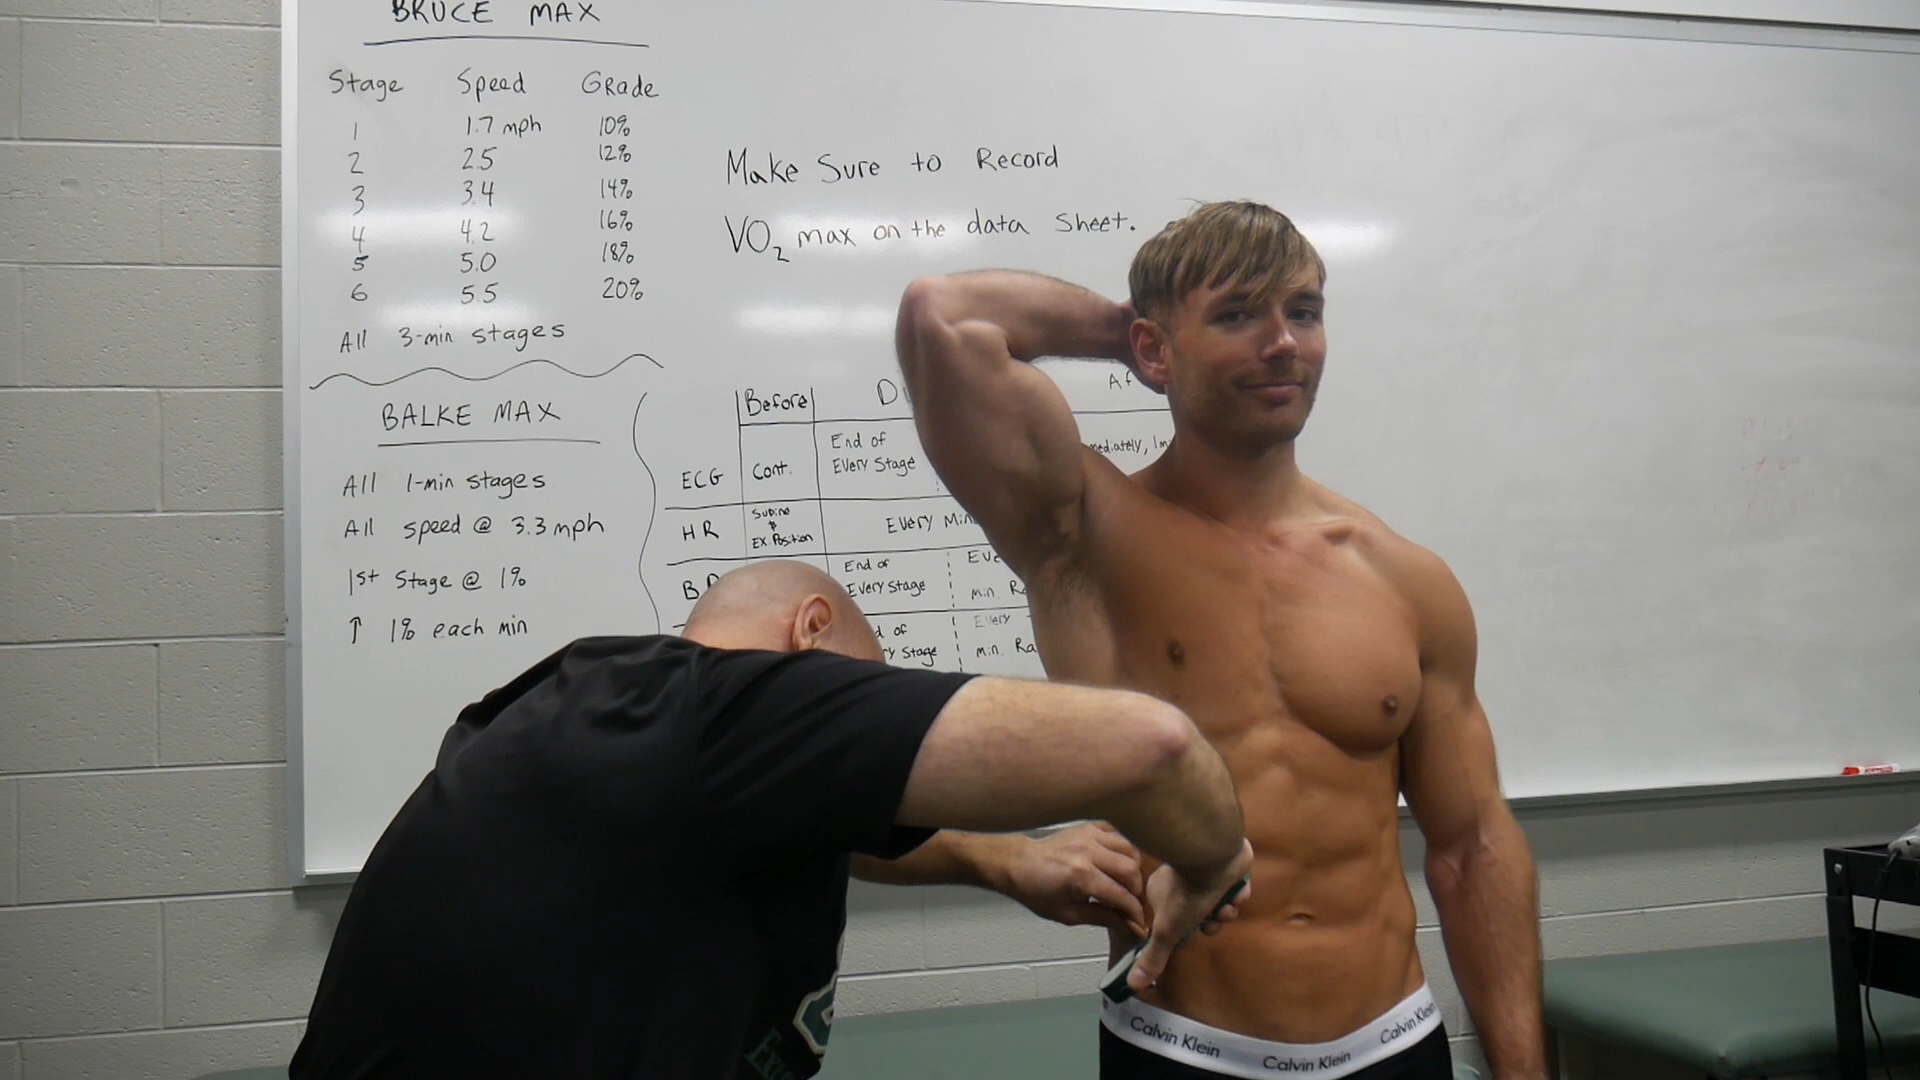 BRUCE MAX
Stage Speed Grade
1 1.7 mph 10%
2 2.5 12%
3 3.4 14%
4 4.2 16%
5 5.0 18%
6 5.5 20%
All 3-min stages
BALKE MAX
All 1-min stages
All speed @ 3.3 mph
1st Stage @ 1%
↑ 1% each min
Make Sure to Record
VO2 max on the data sheet.
Before
ECG Cont. End of
Every Stage
HR Supine
&
Ex Position
Every Min
End of
Every Stage
min.
Every
Stage
min.
Calvin Klein
Calvin Klein
Calvin Klein